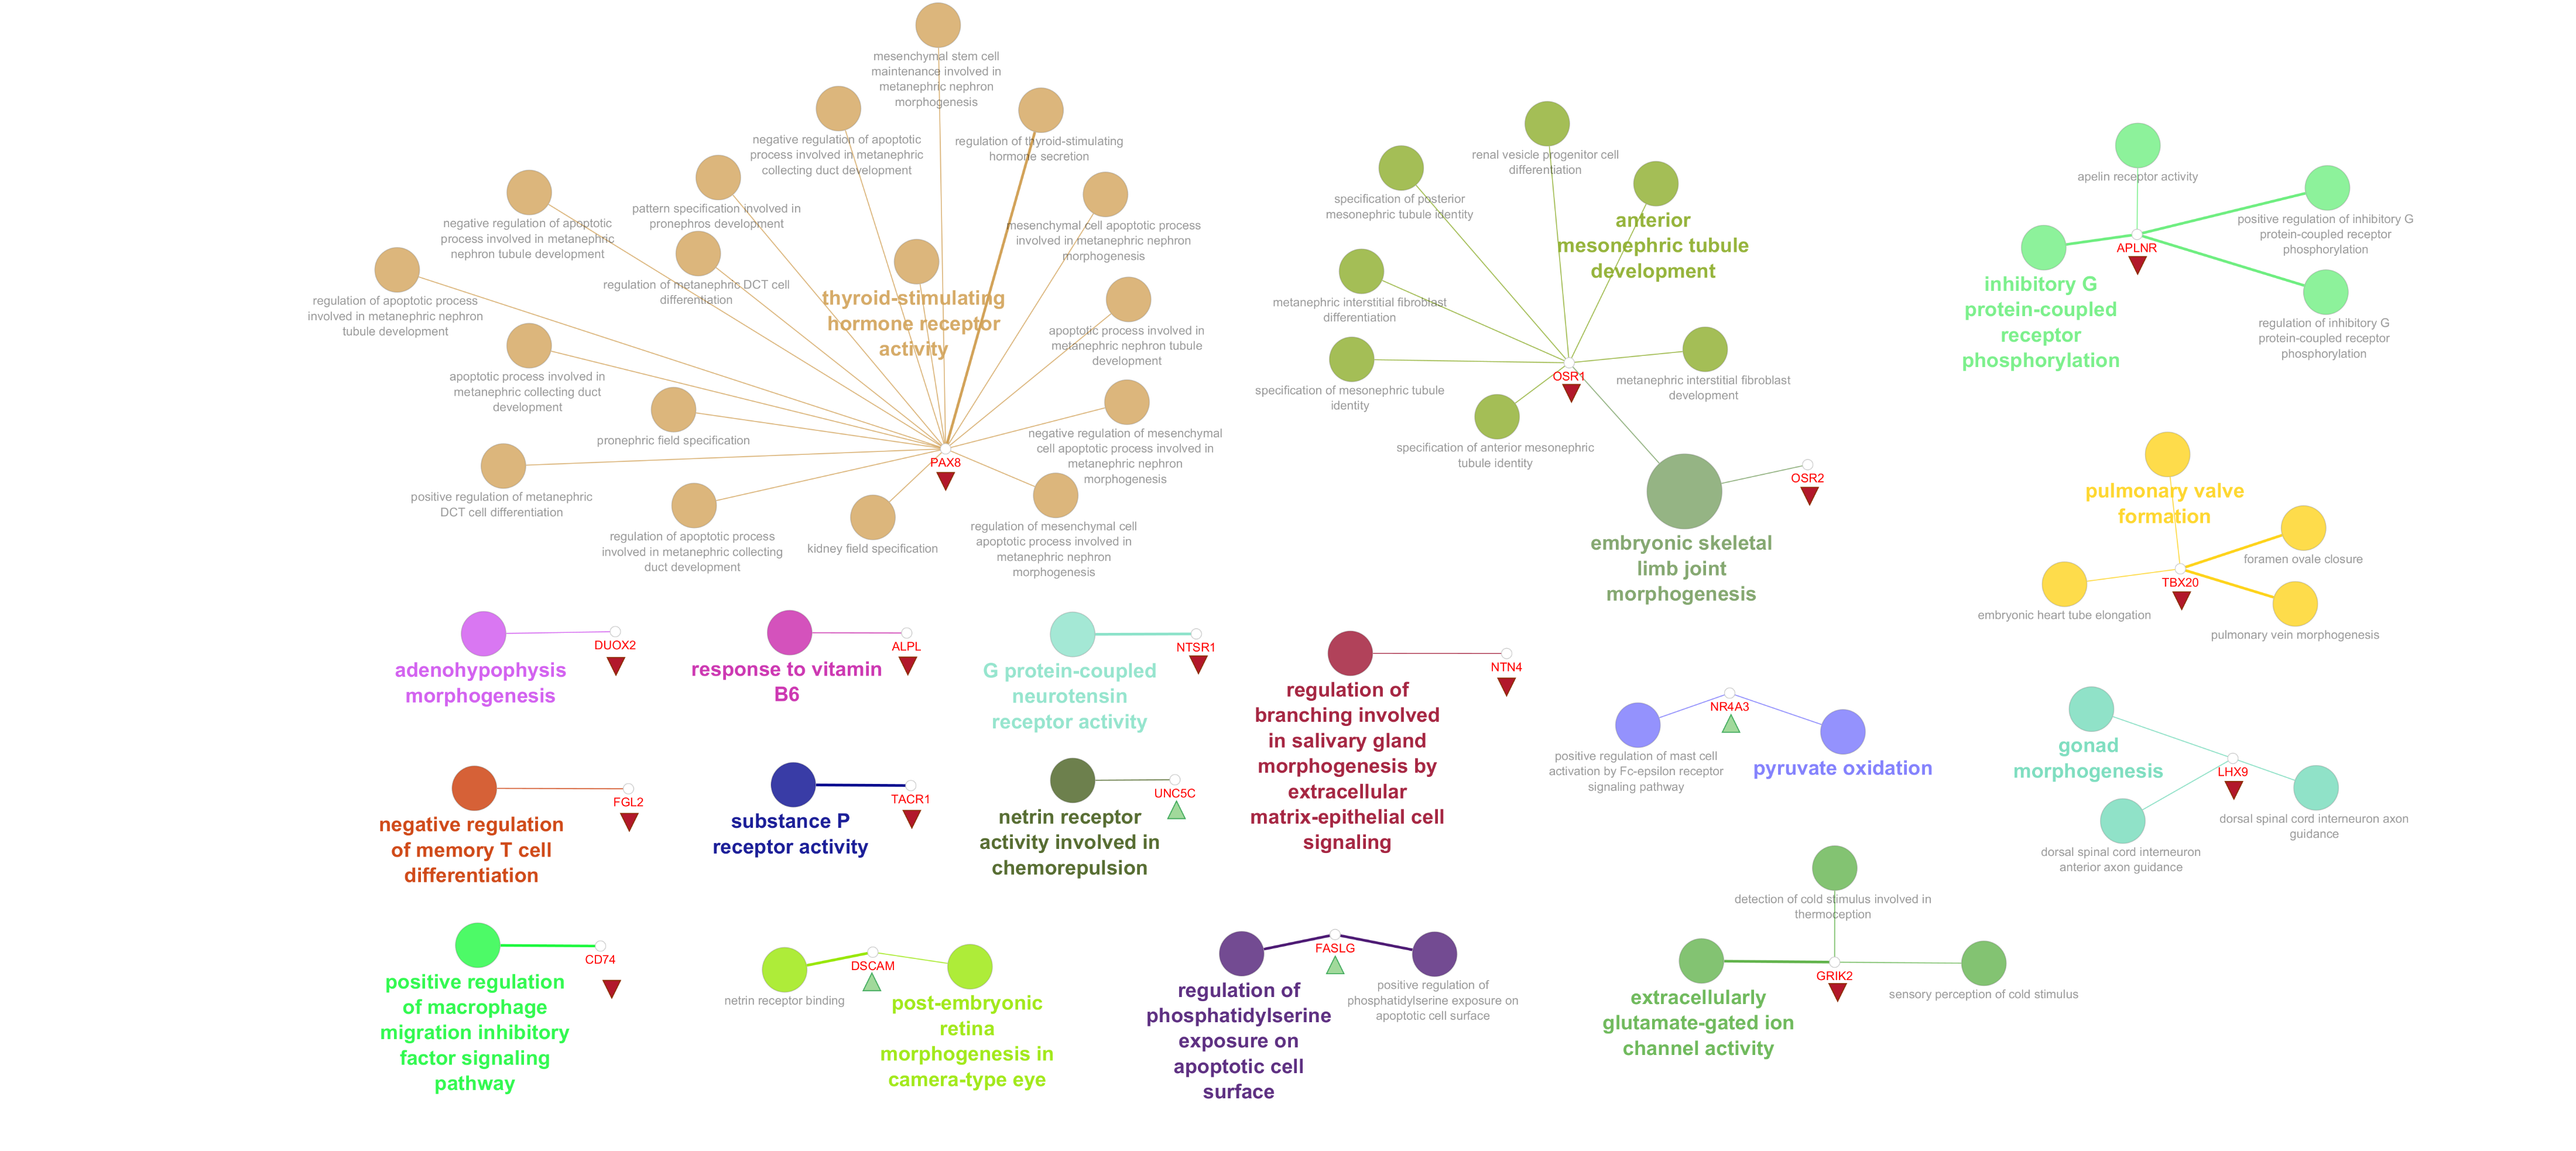 mesenchymal stem cell
maintenance involved in
metanephric nephron
morphogenesis
negative regulation of apoptotic
process involved in metanephric
collecting duct development
regulation of thyroid-stimulating
hormone secretion
pattern specification involved in
pronephros development
negative regulation of apoptotic
process involved in metanephric
nephron tubule development
mesenchymal cell apoptotic process
involved in metanephric nephron
morphogenesis
regulation of metanephric DCT cell
differentiation
regulation of apoptotic process
involved in metanephric nephron
tubule development
thyroid-stimulating
hormone receptor
activity
apoptotic process involved in
metanephric nephron tubule
development
apoptotic process involved in
metanephric collecting duct
development
pronephric field specification
negative regulation of mesenchymal
cell apoptotic process involved in
metanephric nephron
morphogenesis
PAX8
positive regulation of metanephric
DCT cell differentiation
regulation of apoptotic process
involved in metanephric collecting
duct development
kidney field specification
regulation of mesenchymal cell
apoptotic process involved in
metanephric nephron
morphogenesis
renal vesicle progenitor cell
differentiation
specification of posterior
mesonephric tubule identity
anterior
mesonephric tubule
development
metanephric interstitial fibroblast
differentiation
OSR1
specification of mesonephric tubule
identity
metanephric interstitial fibroblast
development
specification of anterior mesonephric
tubule identity
OSR2
embryonic skeletal
limb joint
morphogenesis
apelin receptor activity
positive regulation of inhibitory G
protein-coupled receptor
phosphorylation
APLNR
inhibitory G
protein-coupled
receptor
phosphorylation
regulation of inhibitory G
protein-coupled receptor
phosphorylation
pulmonary valve
formation
foramen ovale closure
TBX20
embryonic heart tube elongation
pulmonary vein morphogenesis
DUOX2
adenohypophysis
morphogenesis
ALPL
response to vitamin
B6
NTSR1
G protein-coupled
neurotensin
receptor activity
NTN4
regulation of
branching involved
in salivary gland
morphogenesis by
extracellular
matrix-epithelial cell
signaling
NR4A3
positive regulation of mast cell
activation by Fc-epsilon receptor
signaling pathway
pyruvate oxidation
gonad
morphogenesis
LHX9
dorsal spinal cord interneuron axon
guidance
dorsal spinal cord interneuron
anterior axon guidance
FGL2
negative regulation
of memory T cell
differentiation
TACR1
substance P
receptor activity
UNC5C
netrin receptor
activity involved in
chemorepulsion
detection of cold stimulus involved in
thermoception
GRIK2
extracellularly
glutamate-gated ion
channel activity
sensory perception of cold stimulus
CD74
positive regulation
of macrophage
migration inhibitory
factor signaling
pathway
DSCAM
netrin receptor binding
post-embryonic
retina
morphogenesis in
camera-type eye
FASLG
regulation of
phosphatidylserine
exposure on
apoptotic cell
surface
positive regulation of
phosphatidylserine exposure on
apoptotic cell surface